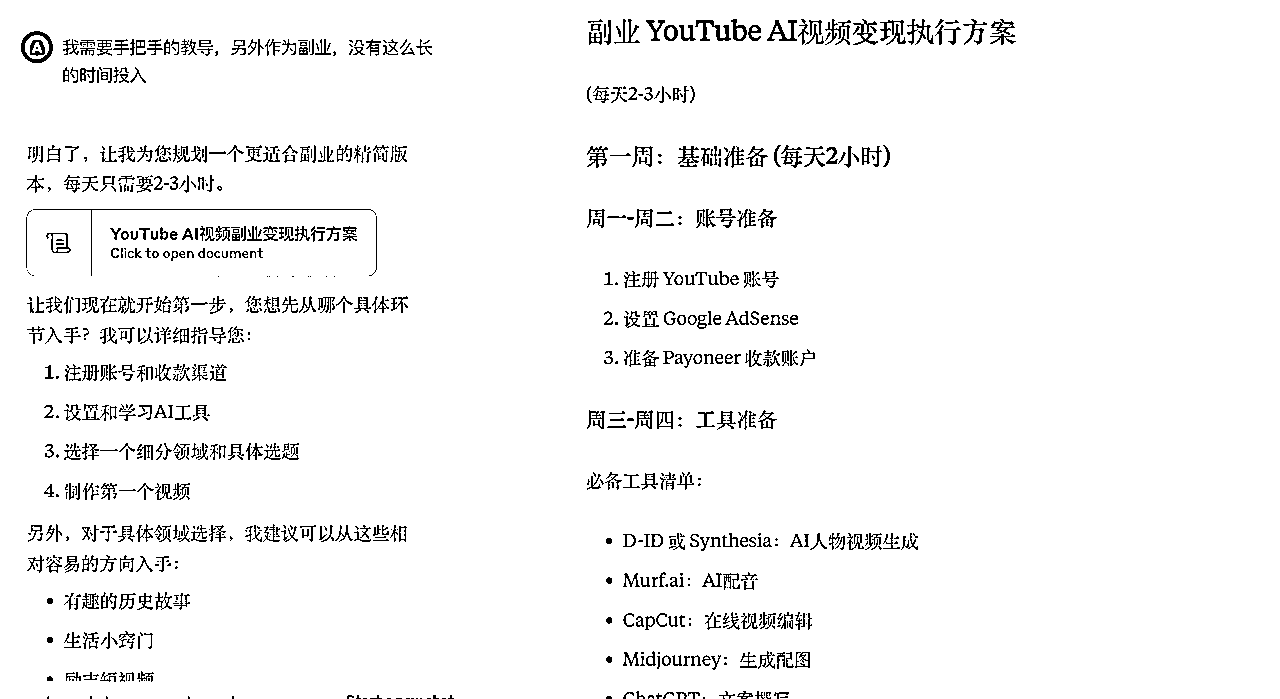 我需要手把手的教导，另外作为副业，没有这么长
的时间投入
明白了，让我为您规划一个更适合副业的精简版
本，每天只需要2-3小时。
YouTube AI视频副业变现执行方案
Click to open document
让我们现在就开始第一步，您想先从哪个具体环
节入手？我可以详细指导您：
1. 注册账号和收款渠道
2. 设置和学习AI工具
3. 选择一个细分领域和具体选题
4. 制作第一个视频
另外，对于具体领域选择，我建议可以从这些相
对容易的方向入手：
• 有趣的历史故事
• 生活小窍门
• 励志短视频
副业 YouTube AI视频变现执行方案
(每天2-3小时)
第一周：基础准备 (每天2小时)
周一-周二：账号准备
1. 注册 YouTube 账号
2. 设置 Google AdSense
3. 准备 Payoneer 收款账户
周三-周四：工具准备
必备工具清单：
• D-ID 或 Synthesia：AI人物视频生成
• Murf.ai：AI配音
• CapCut：在线视频编辑
• Midjourney：生成配图
• ChatGPT：文案撰写